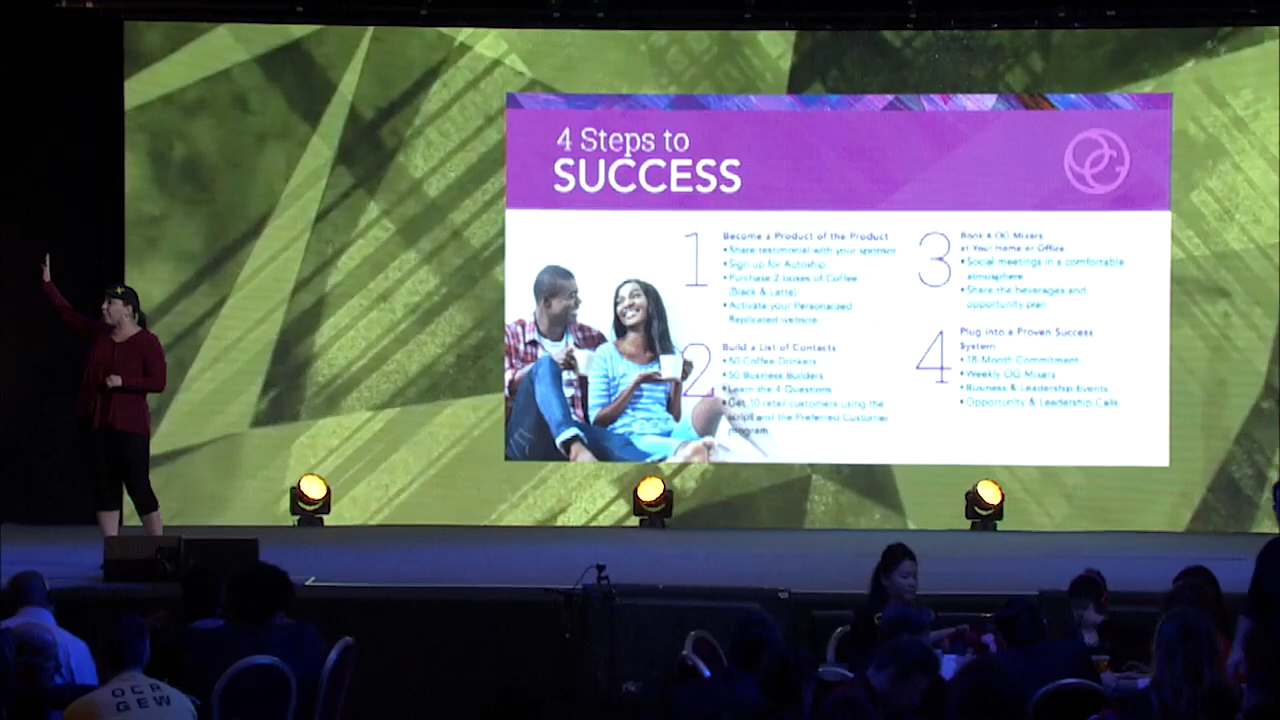 4 Steps to
SUCCESS
OG
1
Become a Product of the Product
• Share testimonial with your sponsor
• Sign up for Autoship
• Purchase 2 boxes of Coffee
(Black & Latte)
• Activate your Personalized
Replicated website
2
Build a List of Contacts
• 50 Coffee Drinkers
• 50 Business Builders
• Learn the 4 Questions
• Get 10 retail customers using the
script and the Preferred Customer
program
3
Book 4 OG Mixers
at Your Home or Office
• Social meetings in a comfortable
atmosphere
• Share the beverages and
opportunity plan
4
Plug into a Proven Success
System
• 18-Month Commitment
• Weekly OG Mixers
• Business & Leadership Events
• Opportunity & Leadership Calls
OCR
GEW